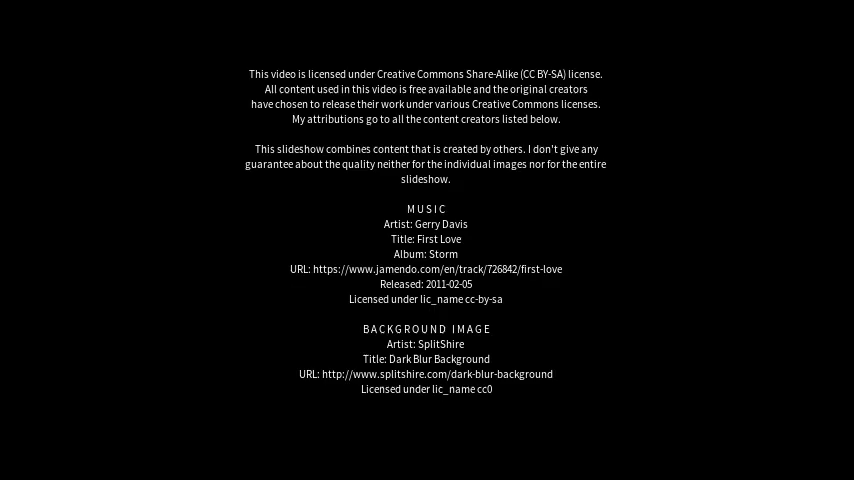 This video is licensed under Creative Commons Share-Alike (CC BY-SA) license.
All content used in this video is free available and the original creators
have chosen to release their work under various Creative Commons licenses.
My attributions go to all the content creators listed below.
This slideshow combines content that is created by others. I don't give any
guarantee about the quality neither for the individual images nor for the entire
slideshow.
MUSIC
Artist: Gerry Davis
Title: First Love
Album: Storm
URL: https://www.jamendo.com/en/track/726842/first-love
Released: 2011-02-05
Licensed under lic_name cc-by-sa
BACKGROUND IMAGE
Artist: SplitShire
Title: Dark Blur Background
URL: http://www.splitshire.com/dark-blur-background
Licensed under lic_name cc0